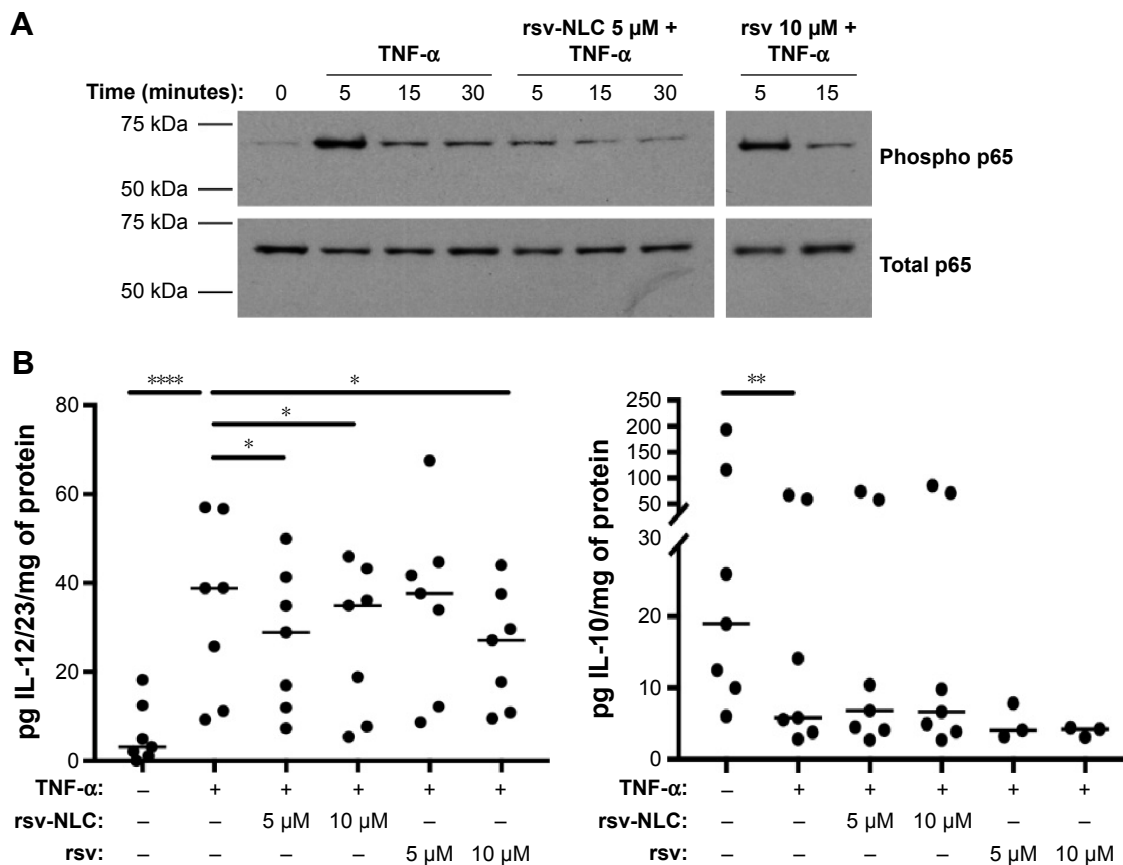 A
rsv-NLC 5 µM + rsv 10 µM +
TNF-α TNF-α TNF-α
Time (minutes): 0 5 15 30 5 15 30 5 15
75 kDa
Phospho p65
50 kDa
75 kDa
Total p65
50 kDa
B
**** * **
* 
*
80
60
40
20
0
pg IL-12/23/mg of protein
250
200
150
100
50
30
20
10
0
pg IL-10/mg of protein
TNF-α: – + + + + + – + + + + +
rsv-NLC: – – 5 µM 10 µM – – rsv-NLC: – – 5 µM 10 µM – –
rsv: – – – – 5 µM 10 µM rsv: – – – – 5 µM 10 µM